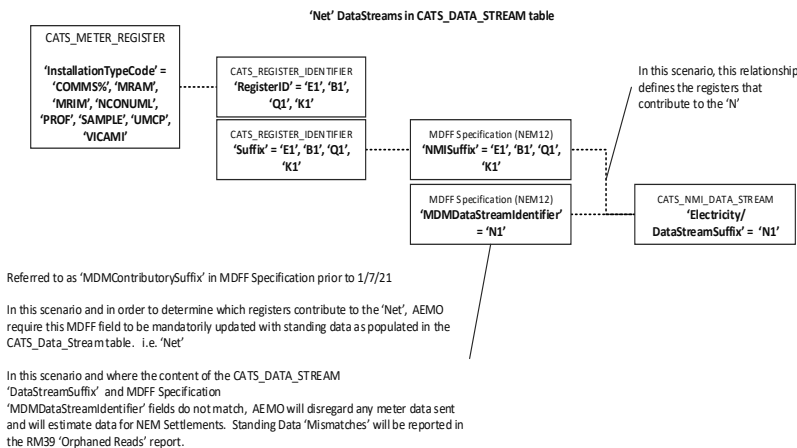 ‘Net’ DataStreams in CATS_DATA_STREAM table
CATS_METER_REGISTER
‘InstallationTypeCode’ =
‘COMMS%’, ‘MRAM’,
‘MRIM’, ‘NCONUML’,
‘PROF’, ‘SAMPLE’, ‘UMCP’,
‘VICAMI’
CATS_REGISTER_IDENTIFIER
‘RegisterID’ = ‘E1’, ‘B1’,
‘Q1’, ‘K1’
CATS_REGISTER_IDENTIFIER
‘Suffix’ = ‘E1’, ‘B1’, ‘Q1’,
‘K1’
MDFF Specification (NEM12)
‘NMISuffix’ = ‘E1’, ‘B1’, ‘Q1’,
‘K1’
MDFF Specification (NEM12)
‘MDMDataStreamIdentifier’
= ‘N1’
In this scenario, this relationship
defines the registers that
contribute to the ‘N’
CATS_NMI_DATA_STREAM
‘Electricity/
DataStreamSuffix’ = ‘N1’
Referred to as ‘MDMContributorySuffix’ in MDFF Specification prior to 1/7/21
In this scenario and in order to determine which registers contribute to the ‘Net’, AEMO
require this MDFF field to be mandatorily updated with standing data as populated in the
CATS_Data_Stream table. i.e. ‘Net’
In this scenario and where the content of the CATS_DATA_STREAM
‘DataStreamSuffix’ and MDFF Specification
‘MDMDataStreamIdentifier’ fields do not match, AEMO will disregard any meter data sent
and will estimate data for NEM Settlements. Standing Data ‘Mismatches’ will be reported in
the RM39 ‘Orphaned Reads’ report.